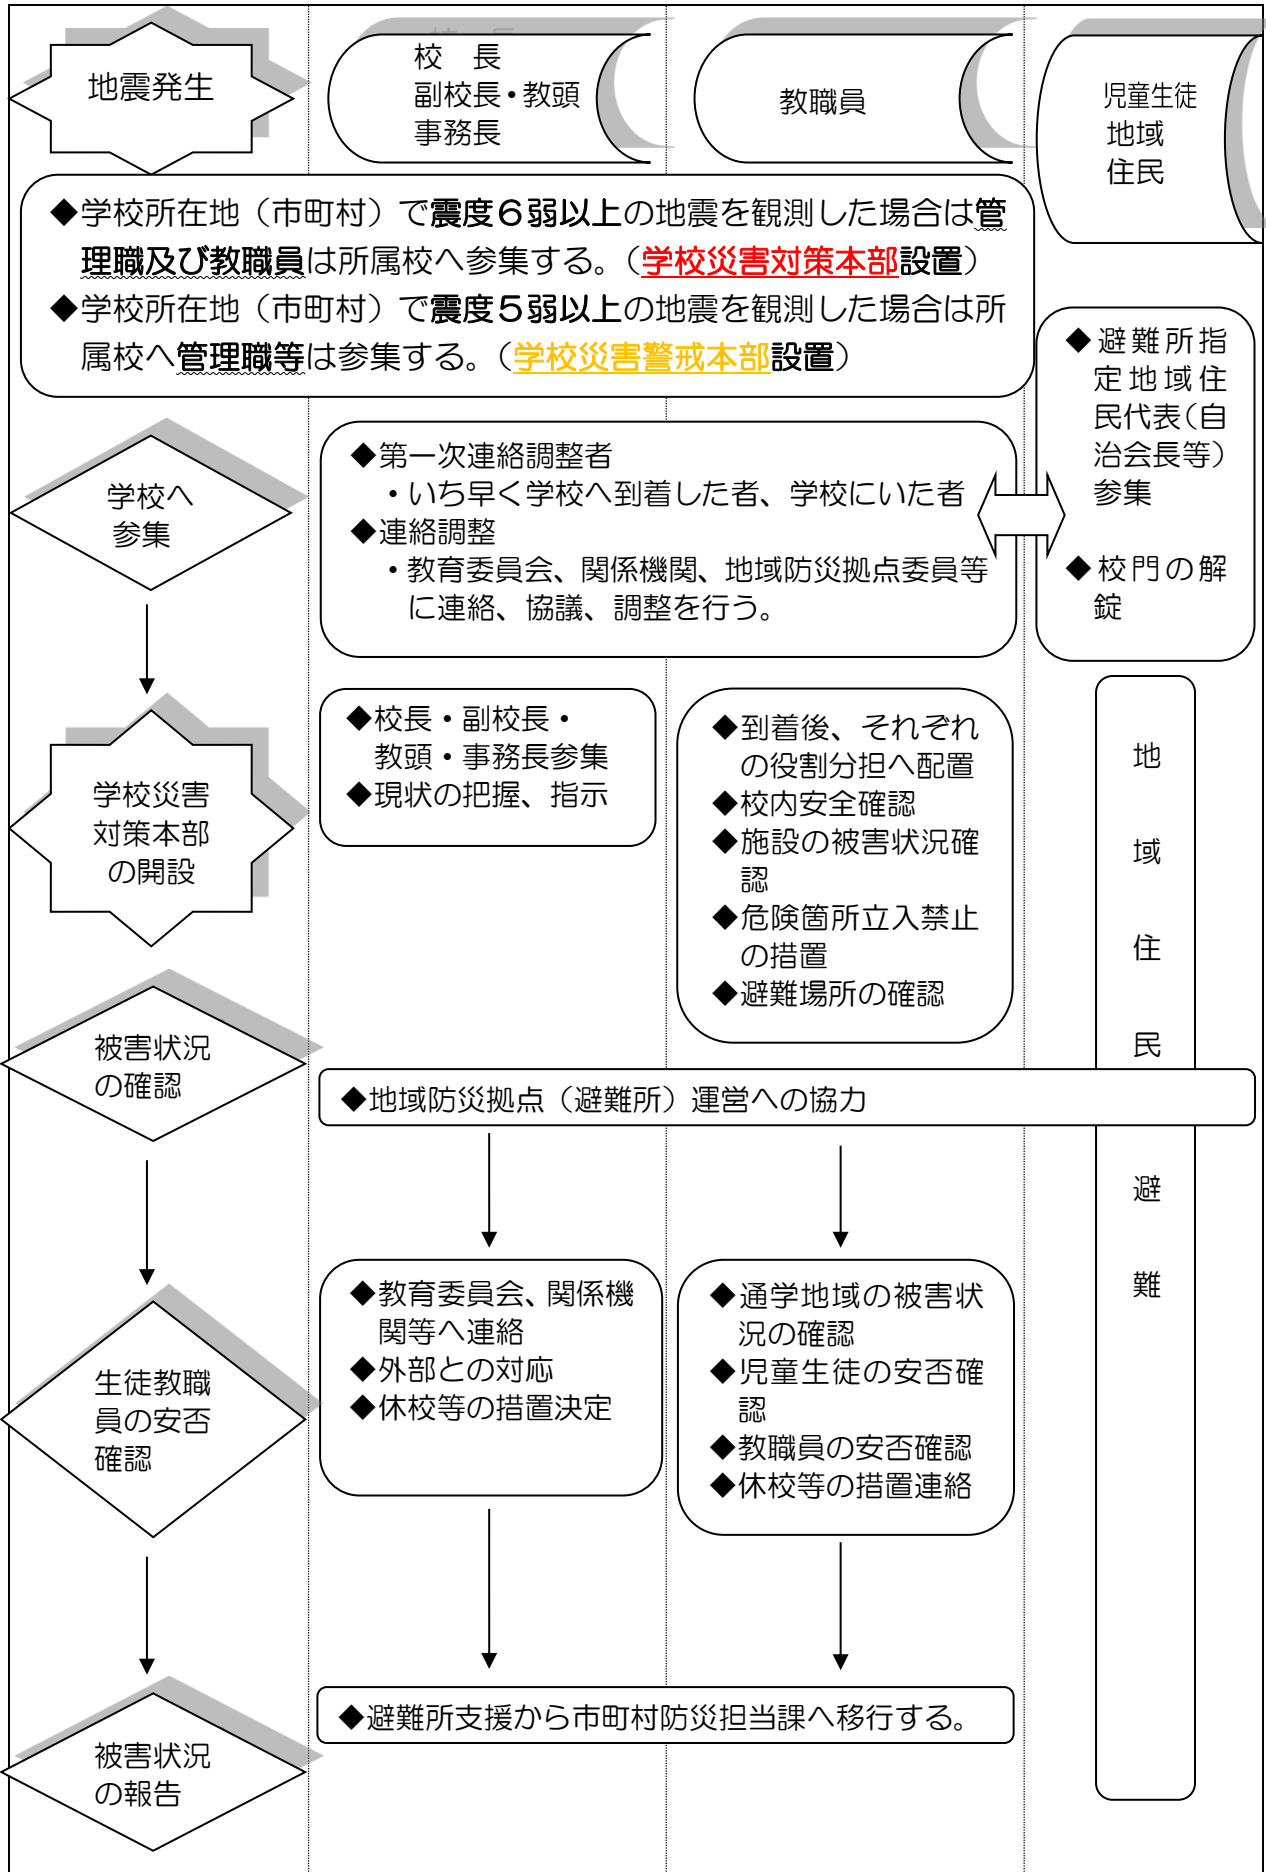 地震発生
校　長
副校長・教頭
事務長
教職員
児童生徒
地域
住民
◆学校所在地（市町村）で震度６弱以上の地震を観測した場合は管
理職及び教職員は所属校へ参集する。（学校災害対策本部設置）
◆学校所在地（市町村）で震度５弱以上の地震を観測した場合は所
属校へ管理職等は参集する。（学校災害警戒本部設置）
学校へ
参集
◆第一次連絡調整者
・いち早く学校へ到着した者、学校にいた者
◆連絡調整
・教育委員会、関係機関、地域防災拠点委員等
に連絡、協議、調整を行う。
◆避難所指
定地域住
民代表（自
治会長等）
参集
◆校門の解
錠
学校災害
対策本部
の開設
◆校長・副校長・
教頭・事務長参集
◆現状の把握、指示
◆到着後、それぞれ
の役割分担へ配置
◆校内安全確認
◆施設の被害状況確
認
◆危険箇所立入禁止
の措置
◆避難場所の確認
地域住民避難
被害状況
の確認
◆地域防災拠点（避難所）運営への協力
生徒教職
員の安否
確認
◆教育委員会、関係機
関等へ連絡
◆外部との対応
◆休校等の措置決定
◆通学地域の被害状
況の確認
◆児童生徒の安否確
認
◆教職員の安否確認
◆休校等の措置連絡
被害状況
の報告
◆避難所支援から市町村防災担当課へ移行する。